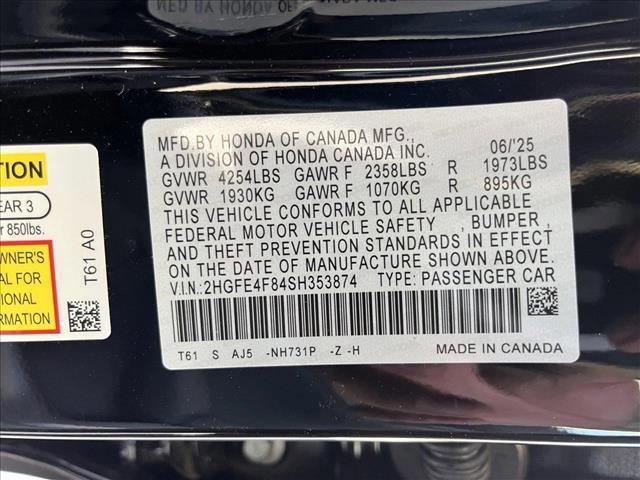 MFD.BY HONDA OF CANADA MFG.,
A DIVISION OF HONDA CANADA INC. 06/'25
GVWR 4254LBS GAWR F 2358LBS R 1973LBS
GVWR 1930KG GAWR F 1070KG R 895KG
THIS VEHICLE CONFORMS TO ALL APPLICABLE
FEDERAL MOTOR VEHICLE SAFETY , BUMPER ,
AND THEFT PREVENTION STANDARDS IN EFFECT
ON THE DATE OF MANUFACTURE SHOWN ABOVE.
V.I.N:2HGFE4F84SH353874 TYPE: PASSENGER CAR
T61 S AJ5 -NH731P -Z -H MADE IN CANADA
TION
EAR 3
r 850lbs.
WNER'S
AL FOR
TIONAL
RMATION
T61 A0